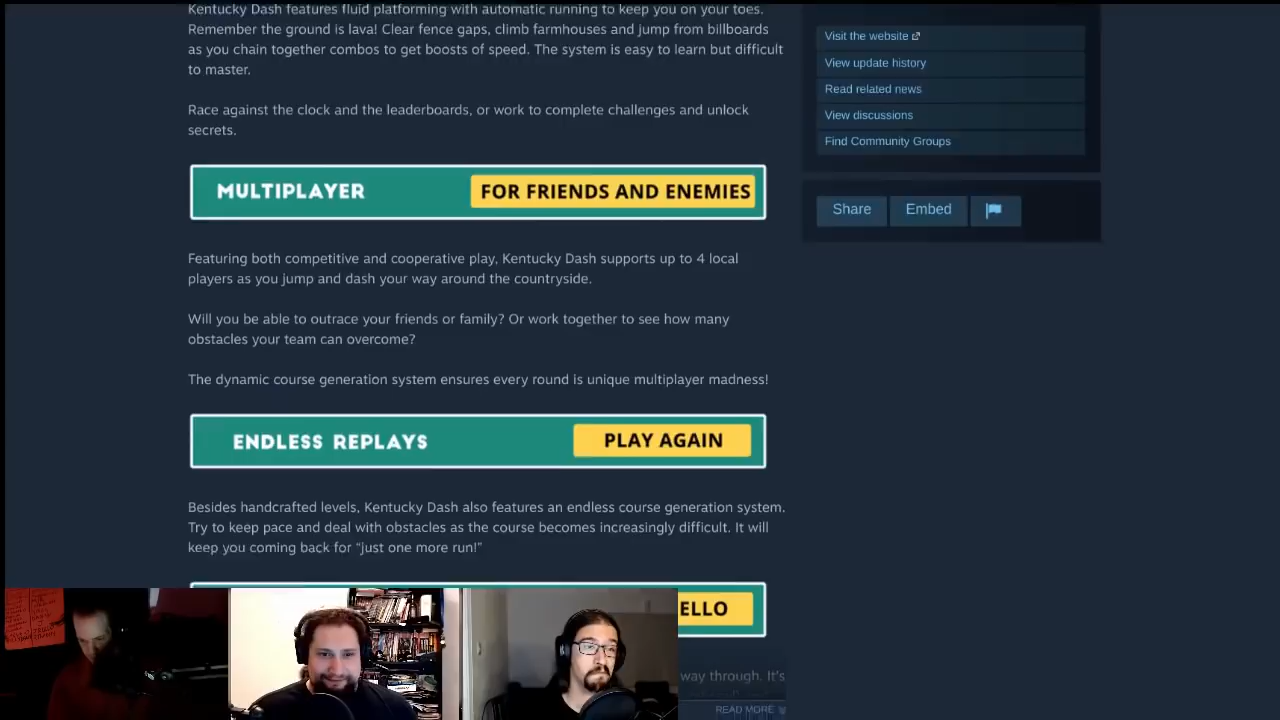 Kentucky Dash features fluid platforming with automatic running to keep you on your toes.
Remember the ground is lava! Clear fence gaps, climb farmhouses and jump from billboards
as you chain together combos to get boosts of speed. The system is easy to learn but difficult
to master.
Race against the clock and the leaderboards, or work to complete challenges and unlock
secrets.
MULTIPLAYER
FOR FRIENDS AND ENEMIES
Featuring both competitive and cooperative play, Kentucky Dash supports up to 4 local
players as you jump and dash your way around the countryside.
Will you be able to outrace your friends or family? Or work together to see how many
obstacles your team can overcome?
The dynamic course generation system ensures every round is unique multiplayer madness!
ENDLESS REPLAYS
PLAY AGAIN
Besides handcrafted levels, Kentucky Dash also features an endless course generation system.
Try to keep pace and deal with obstacles as the course becomes increasingly difficult. It will
keep you coming back for “just one more run!”
ELLO
way through. It's
READ MORE
Visit the website
View update history
Read related news
View discussions
Find Community Groups
Share
Embed